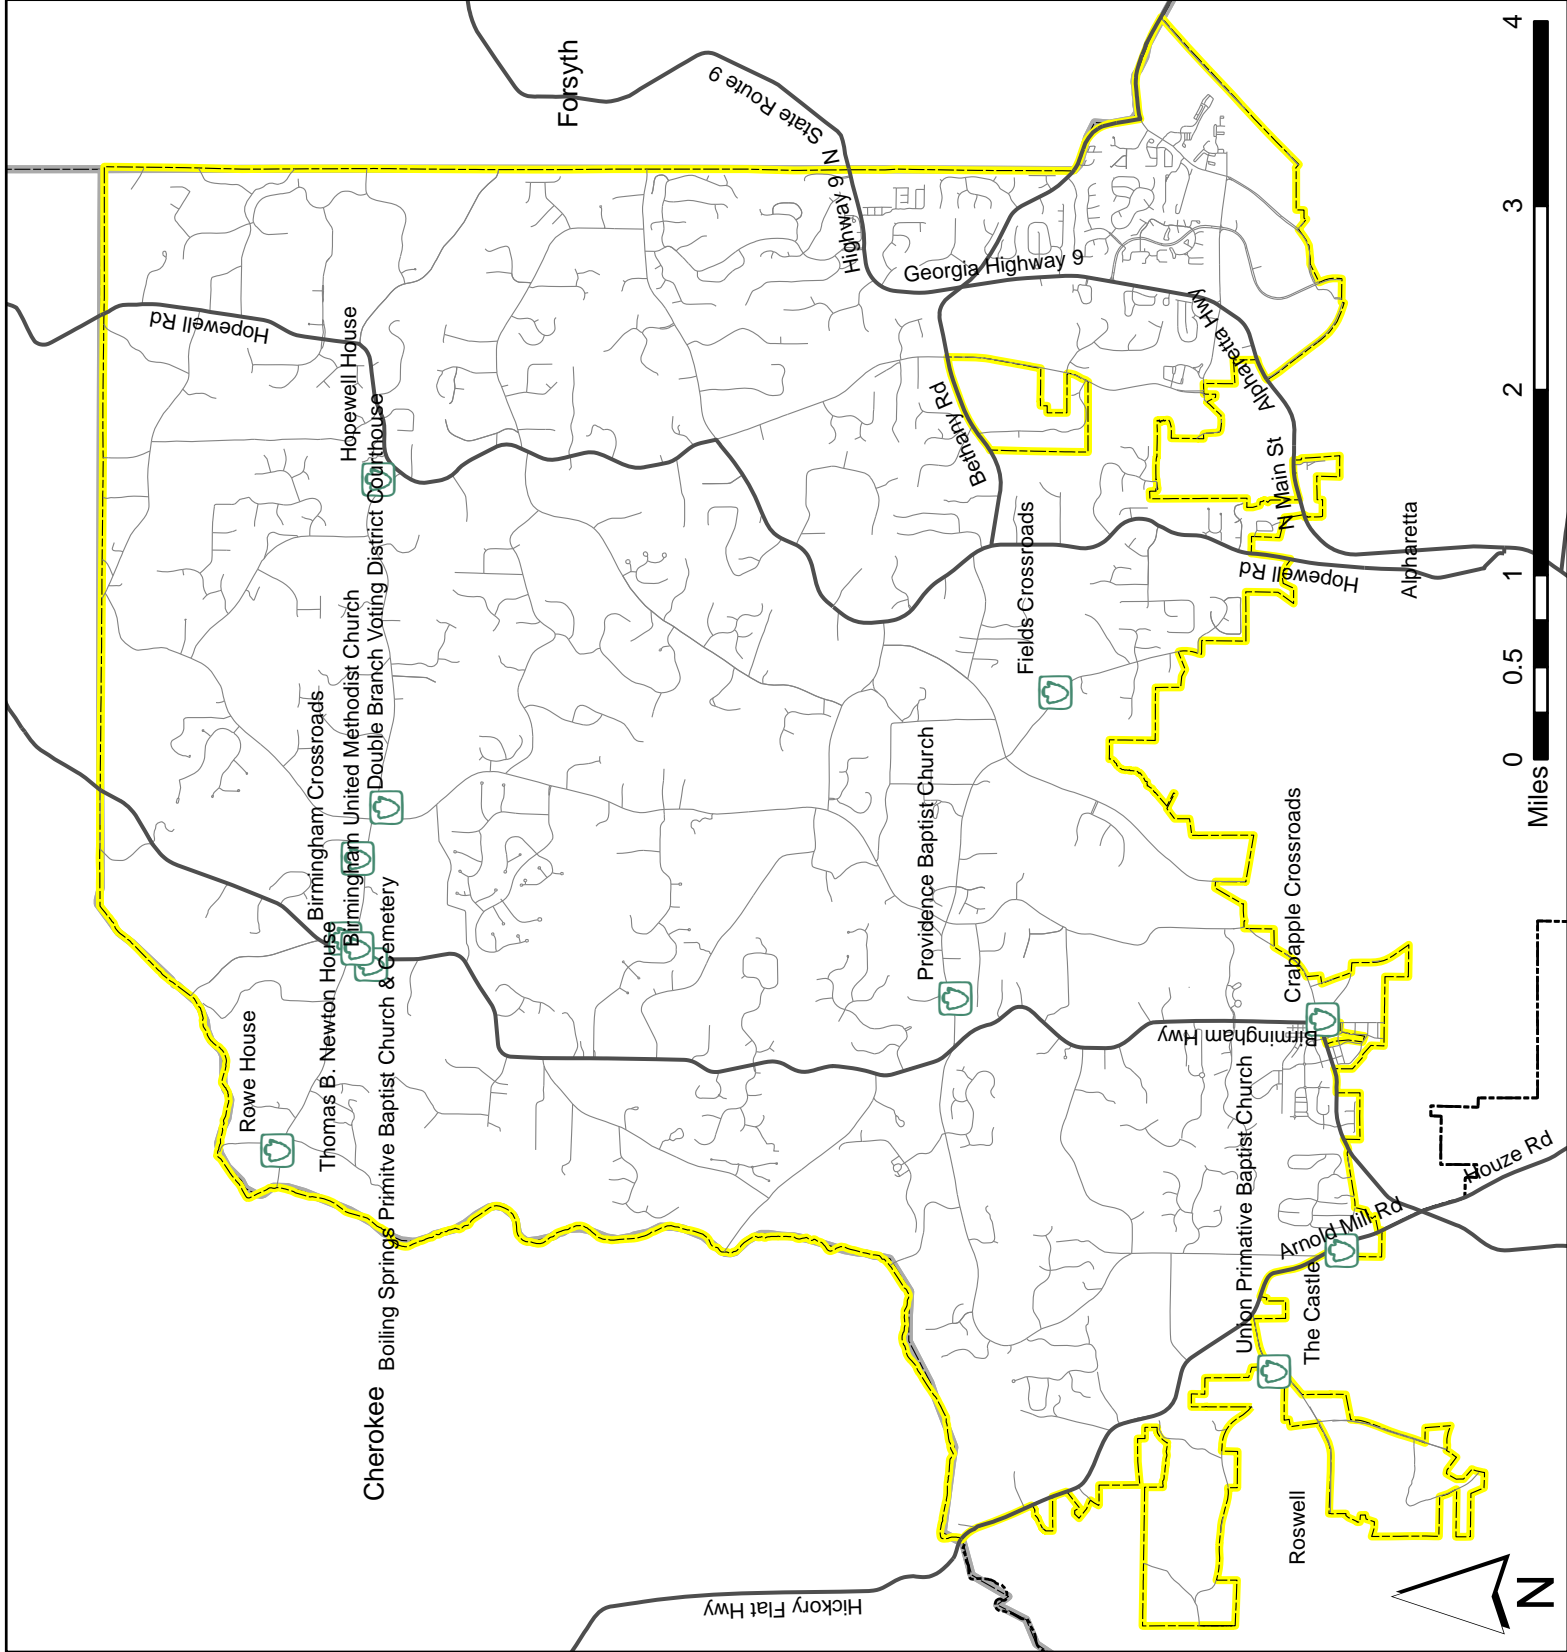 Forsyth
State Route 9
Highway 9 N
Georgia Highway 9
Hopewell Rd
Hopewell House
Double Branch Voting District Courthouse
Birmingham United Methodist Church
Birmingham Crossroads
Thomas B. Newton House
Boiling Springs Primitve Baptist Church & Cemetery
Rowe House
Cherokee
Bethany Rd
Alpharetta Hwy
N Main St
Hopewell Rd
Alpharetta
Fields Crossroads
Providence Baptist Church
Crabapple Crossroads
Birmingham Hwy
Union Primative Baptist Church
The Castle
Arnold Mill Rd
Houze Rd
Roswell
Hickory Flat Hwy
0 0.5 1 2 3 4
Miles
N